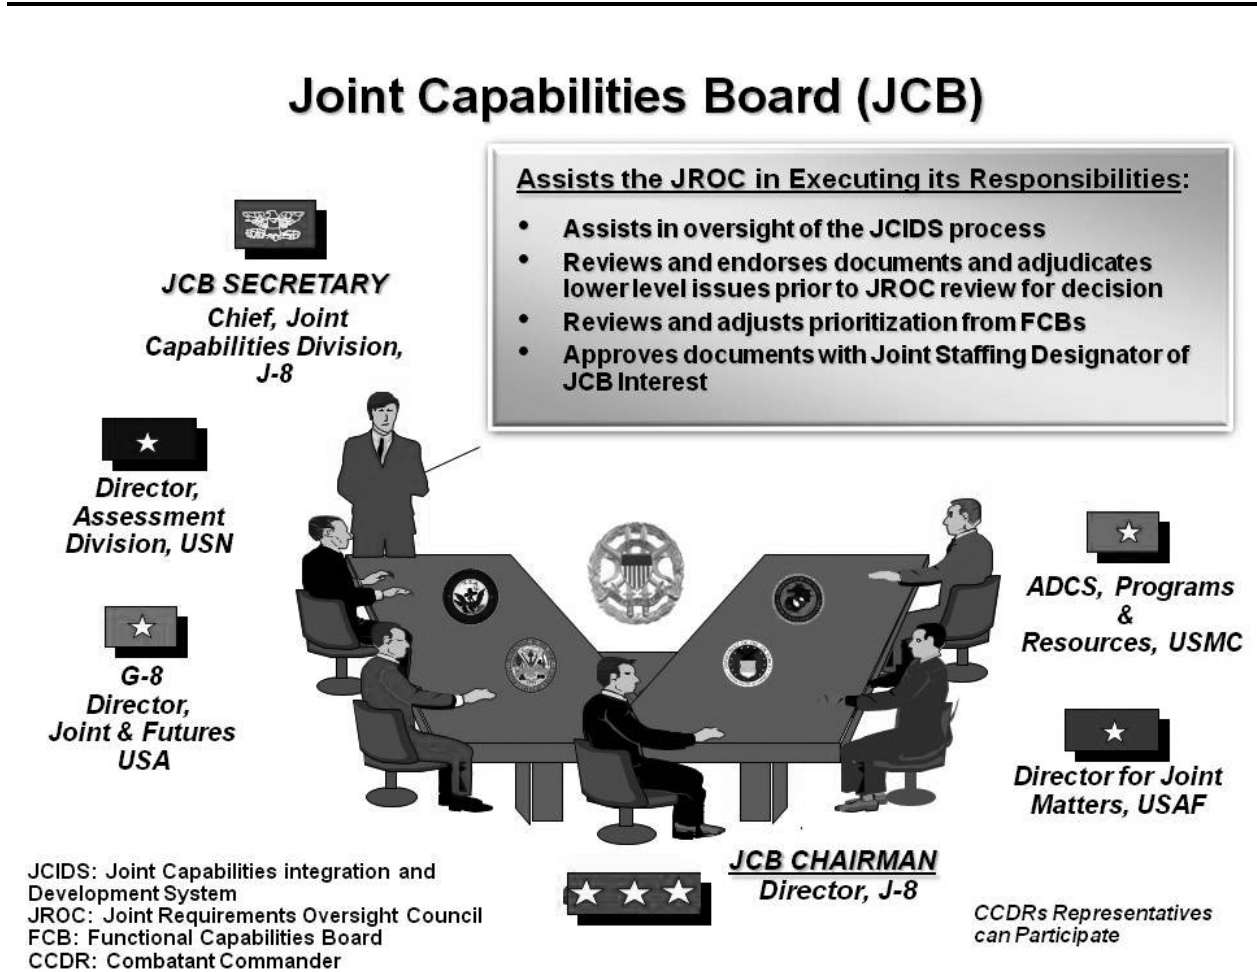 Joint Capabilities Board (JCB)
Assists the JROC in Executing its Responsibilities:
• Assists in oversight of the JCIDS process
• Reviews and endorses documents and adjudicates
lower level issues prior to JROC review for decision
• Reviews and adjusts prioritization from FCBs
• Approves documents with Joint Staffing Designator of
JCB Interest
JCB SECRETARY
Chief, Joint
Capabilities Division,
J-8
Director,
Assessment
Division, USN
G-8
Director,
Joint & Futures
USA
ADCS, Programs
&
Resources, USMC
Director for Joint
Matters, USAF
JCB CHAIRMAN
Director, J-8
JCIDS: Joint Capabilities integration and
Development System
JROC: Joint Requirements Oversight Council
FCB: Functional Capabilities Board
CCDR: Combatant Commander
CCDRs Representatives
can Participate